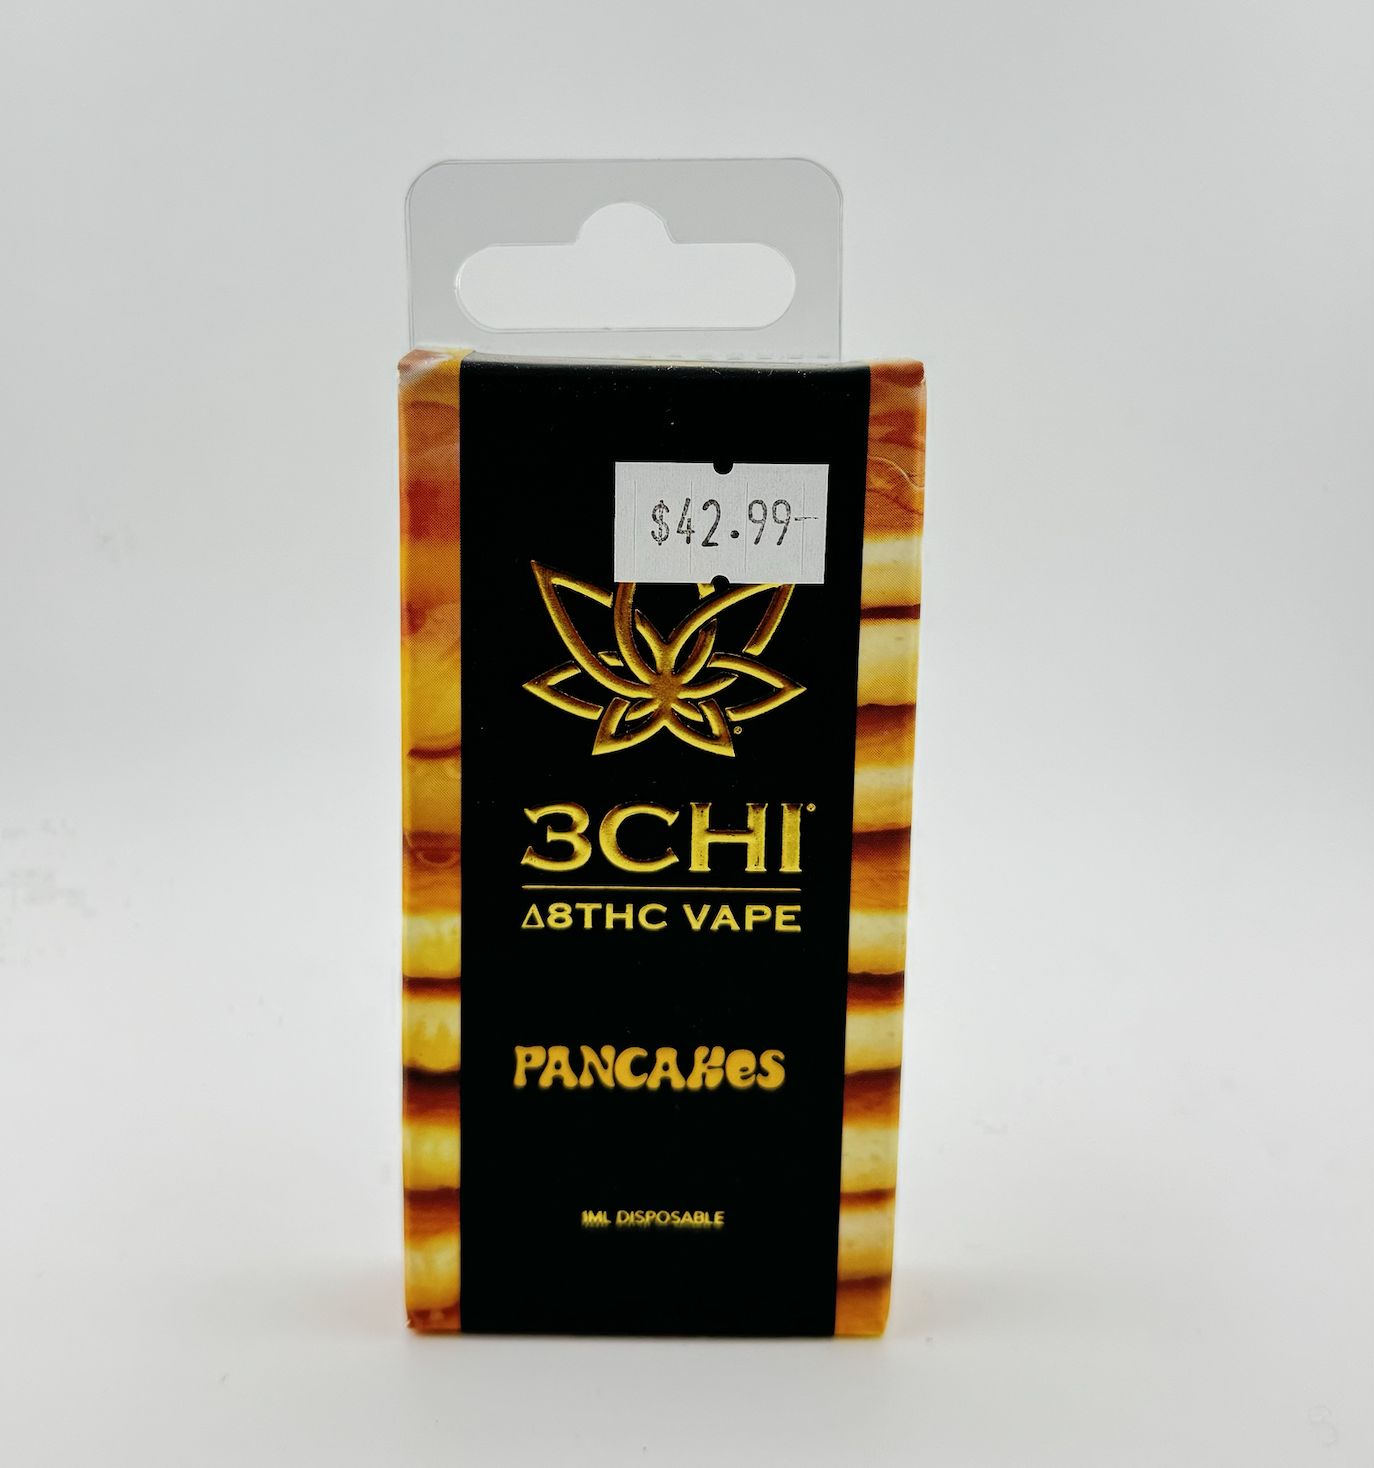 $42.99
3CHI®
Δ8THC VAPE
PANCAKes
1ML DISPOSABLE